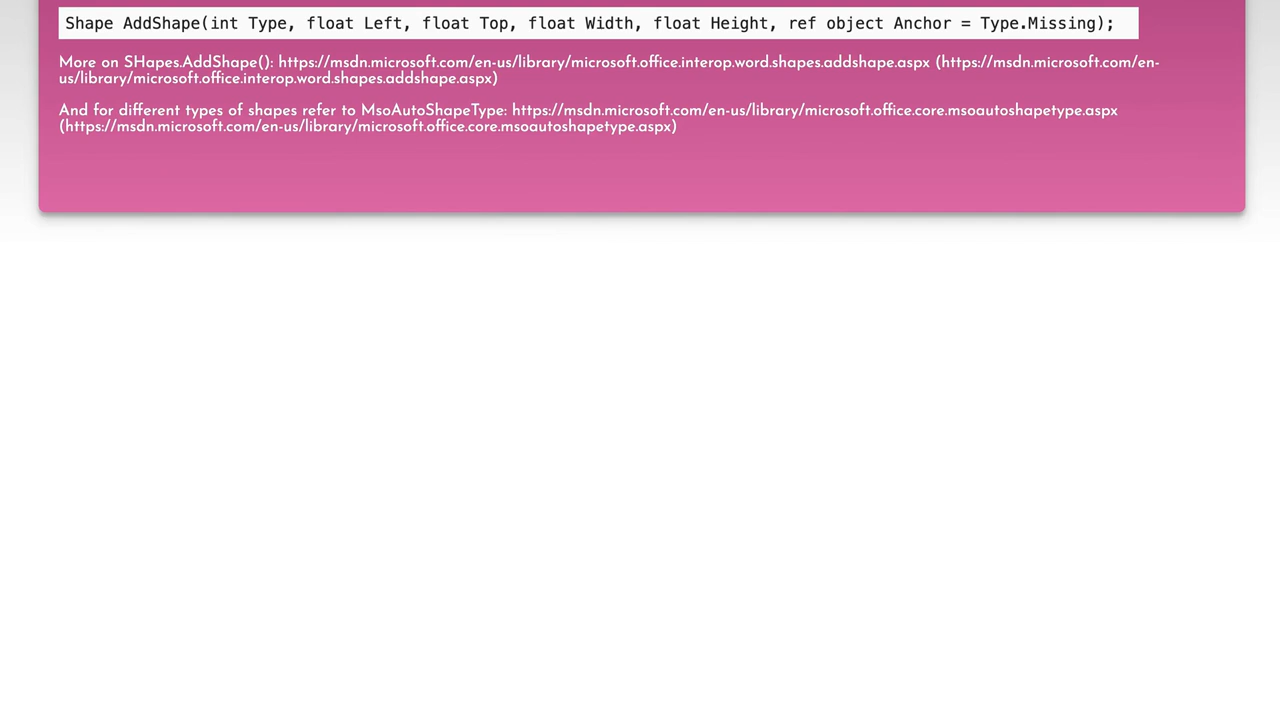 Shape AddShape(int Type, float Left, float Top, float Width, float Height, ref object Anchor = Type.Missing);
More on SHapes.AddShape(): https://msdn.microsoft.com/en-us/library/microsoft.office.interop.word.shapes.addshape.aspx (https://msdn.microsoft.com/en-
us/library/microsoft.office.interop.word.shapes.addshape.aspx)
And for different types of shapes refer to MsoAutoShapeType: https://msdn.microsoft.com/en-us/library/microsoft.office.core.msoautoshapetype.aspx
(https://msdn.microsoft.com/en-us/library/microsoft.office.core.msoautoshapetype.aspx)